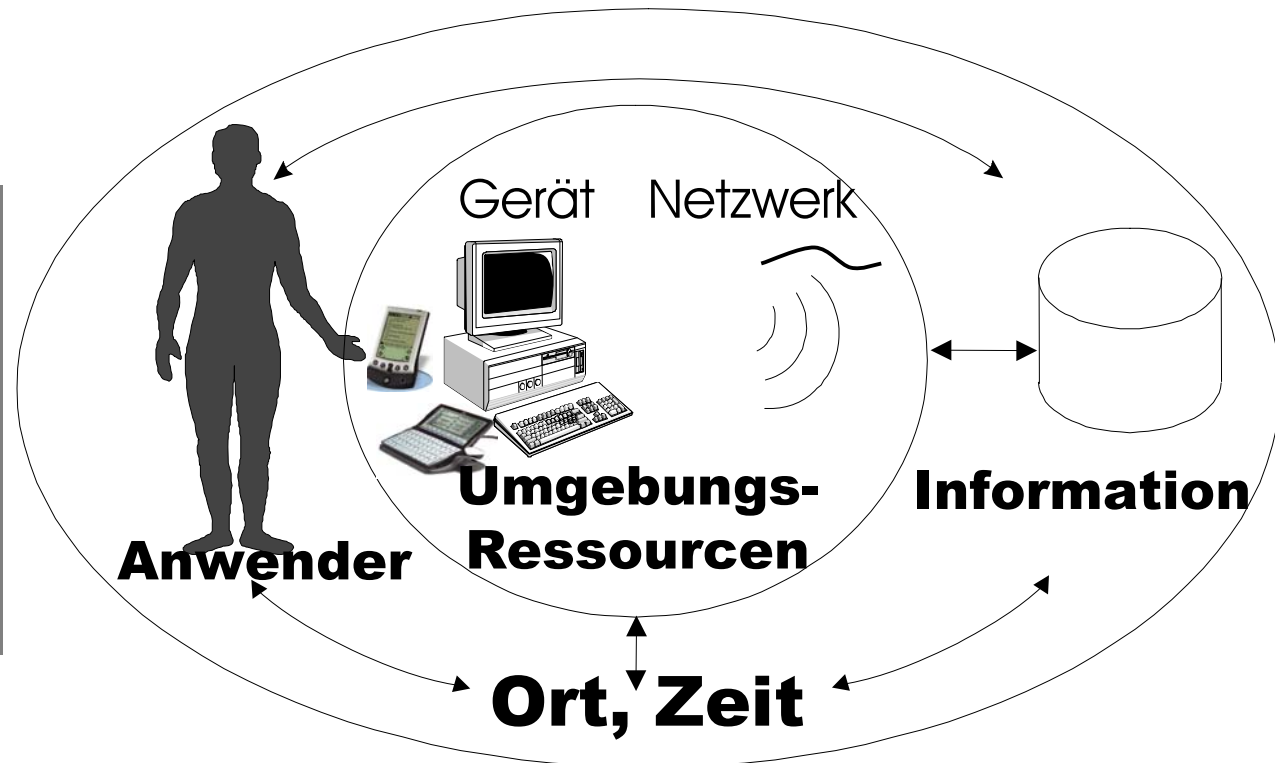 Gerät Netzwerk
Umgebungs-
Ressourcen
Information
Anwender
Ort, Zeit